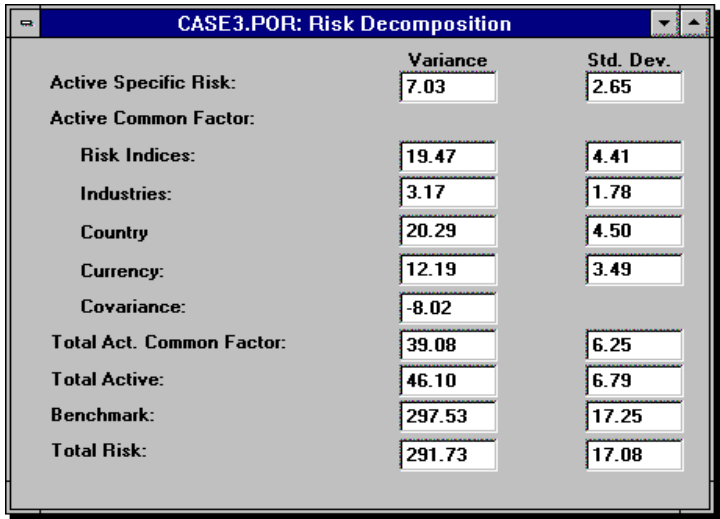 CASE3.POR: Risk Decomposition
Variance Std. Dev.
Active Specific Risk: 7.03 2.65
Active Common Factor:
Risk Indices: 19.47 4.41
Industries: 3.17 1.78
Country 20.29 4.50
Currency: 12.19 3.49
Covariance: -8.02
Total Act. Common Factor: 39.08 6.25
Total Active: 46.10 6.79
Benchmark: 297.53 17.25
Total Risk: 291.73 17.08